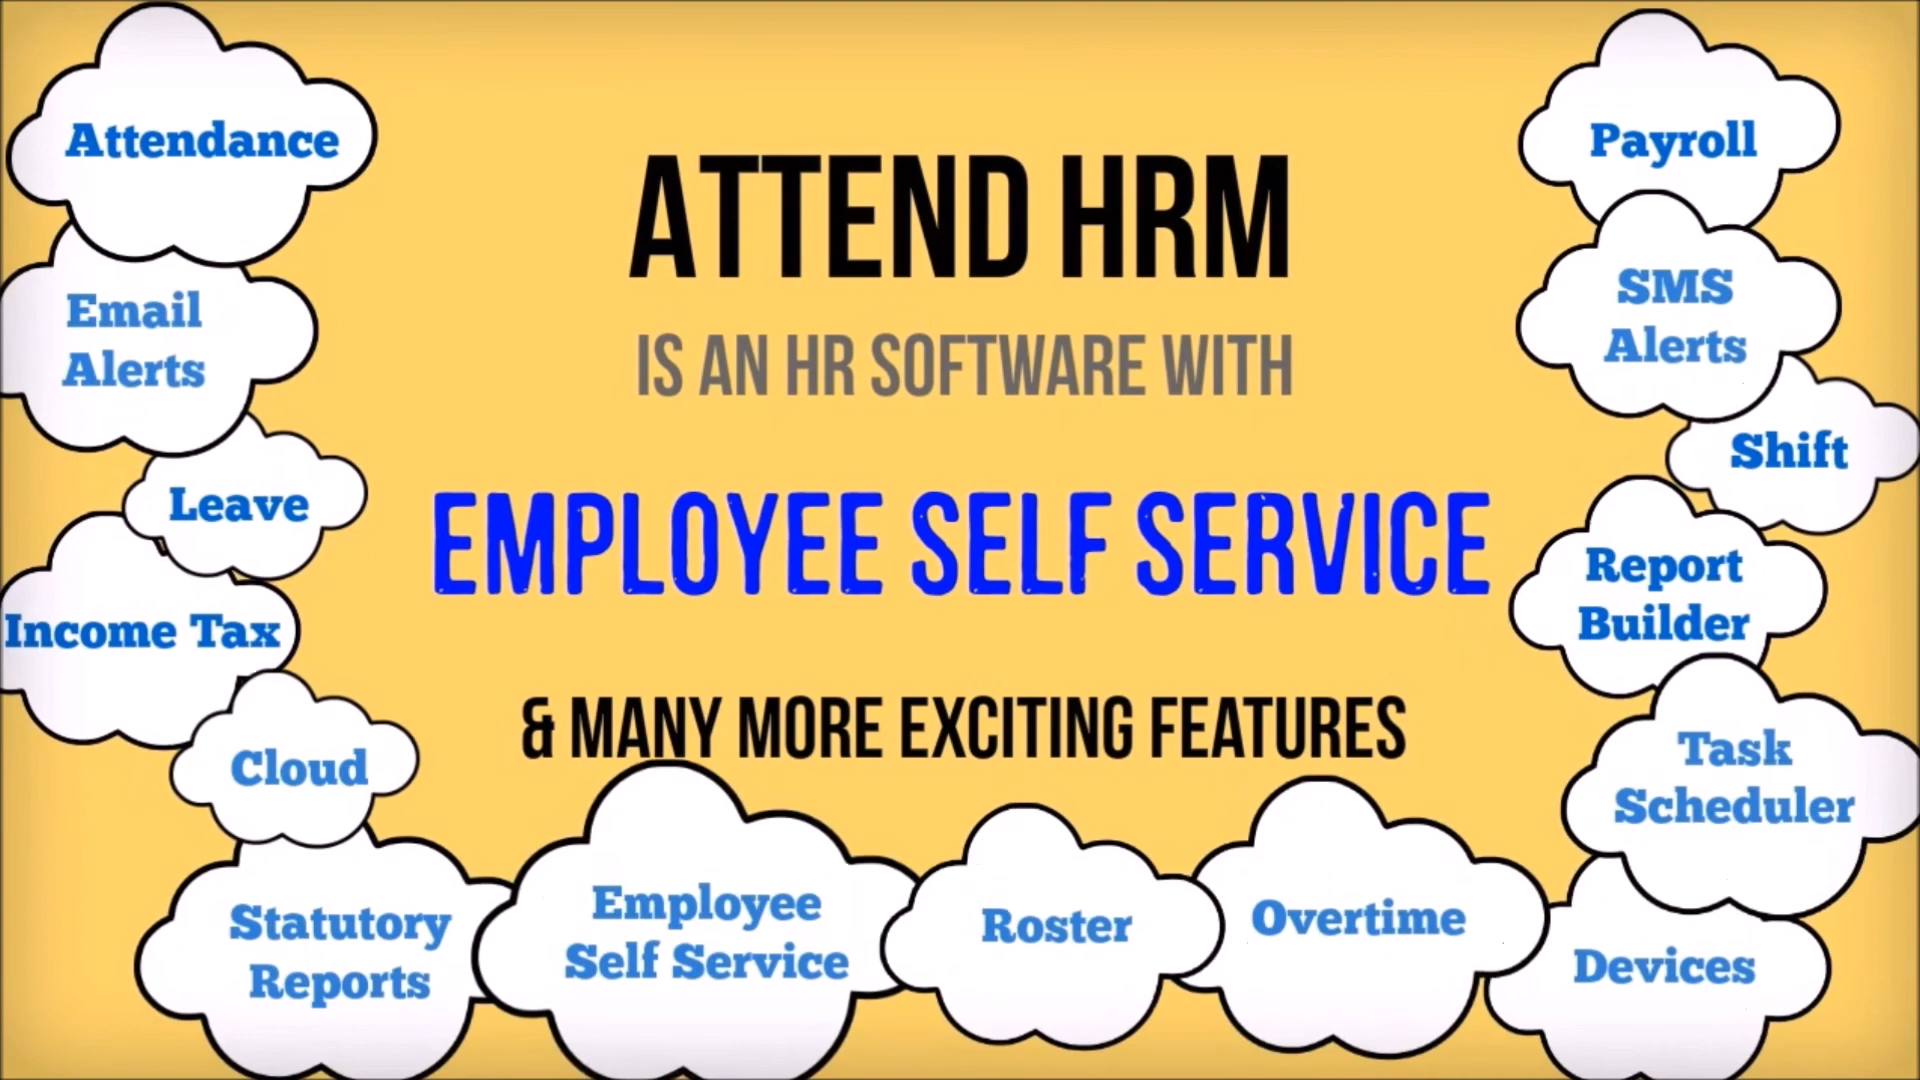 Attendance
Email
Alerts
Leave
Income Tax
Cloud
Statutory
Reports
ATTEND HRM
IS AN HR SOFTWARE WITH
EMPLOYEE SELF SERVICE
& MANY MORE EXCITING FEATURES
Employee
Self Service
Roster
Overtime
Payroll
SMS
Alerts
Shift
Report
Builder
Task
Scheduler
Devices